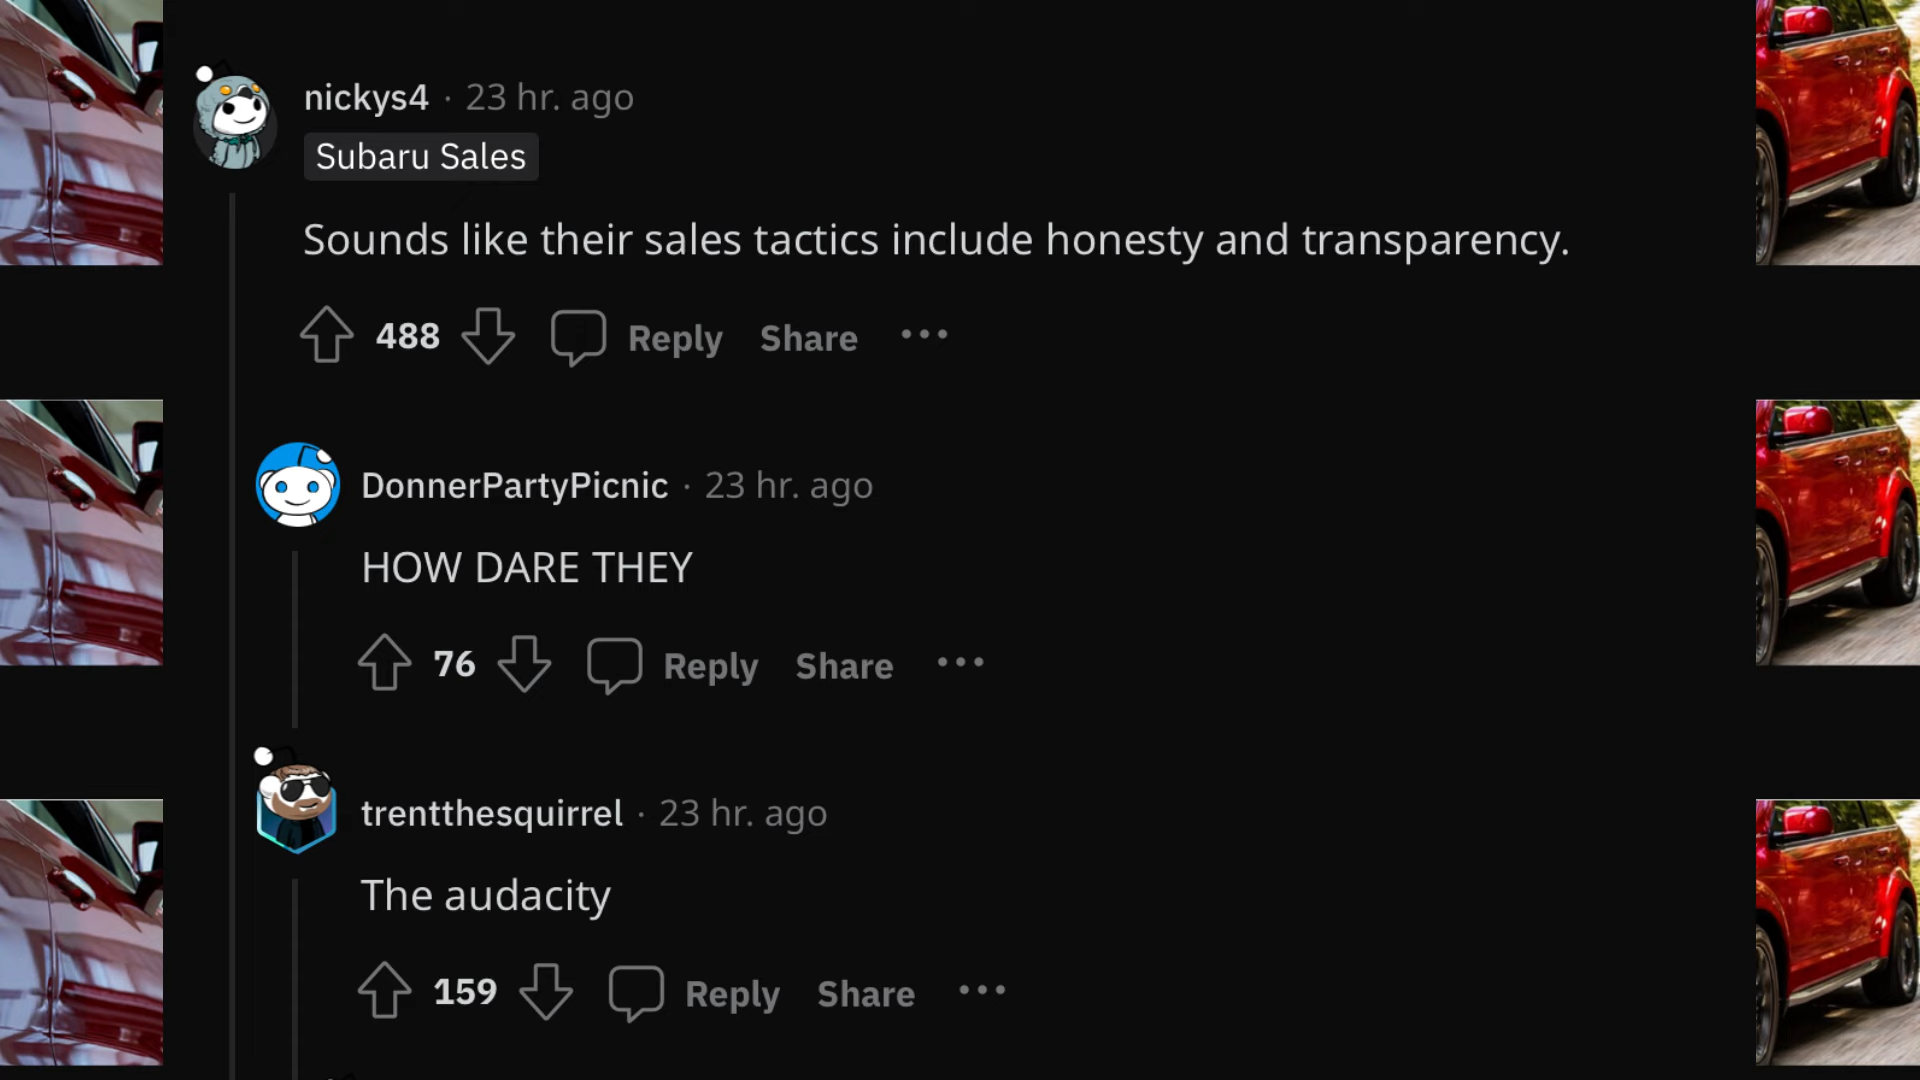 nickys4 · 23 hr. ago
Subaru Sales
Sounds like their sales tactics include honesty and transparency.
488 Reply Share ···
DonnerPartyPicnic · 23 hr. ago
HOW DARE THEY
76 Reply Share ···
trentthesquirrel · 23 hr. ago
The audacity
159 Reply Share ···